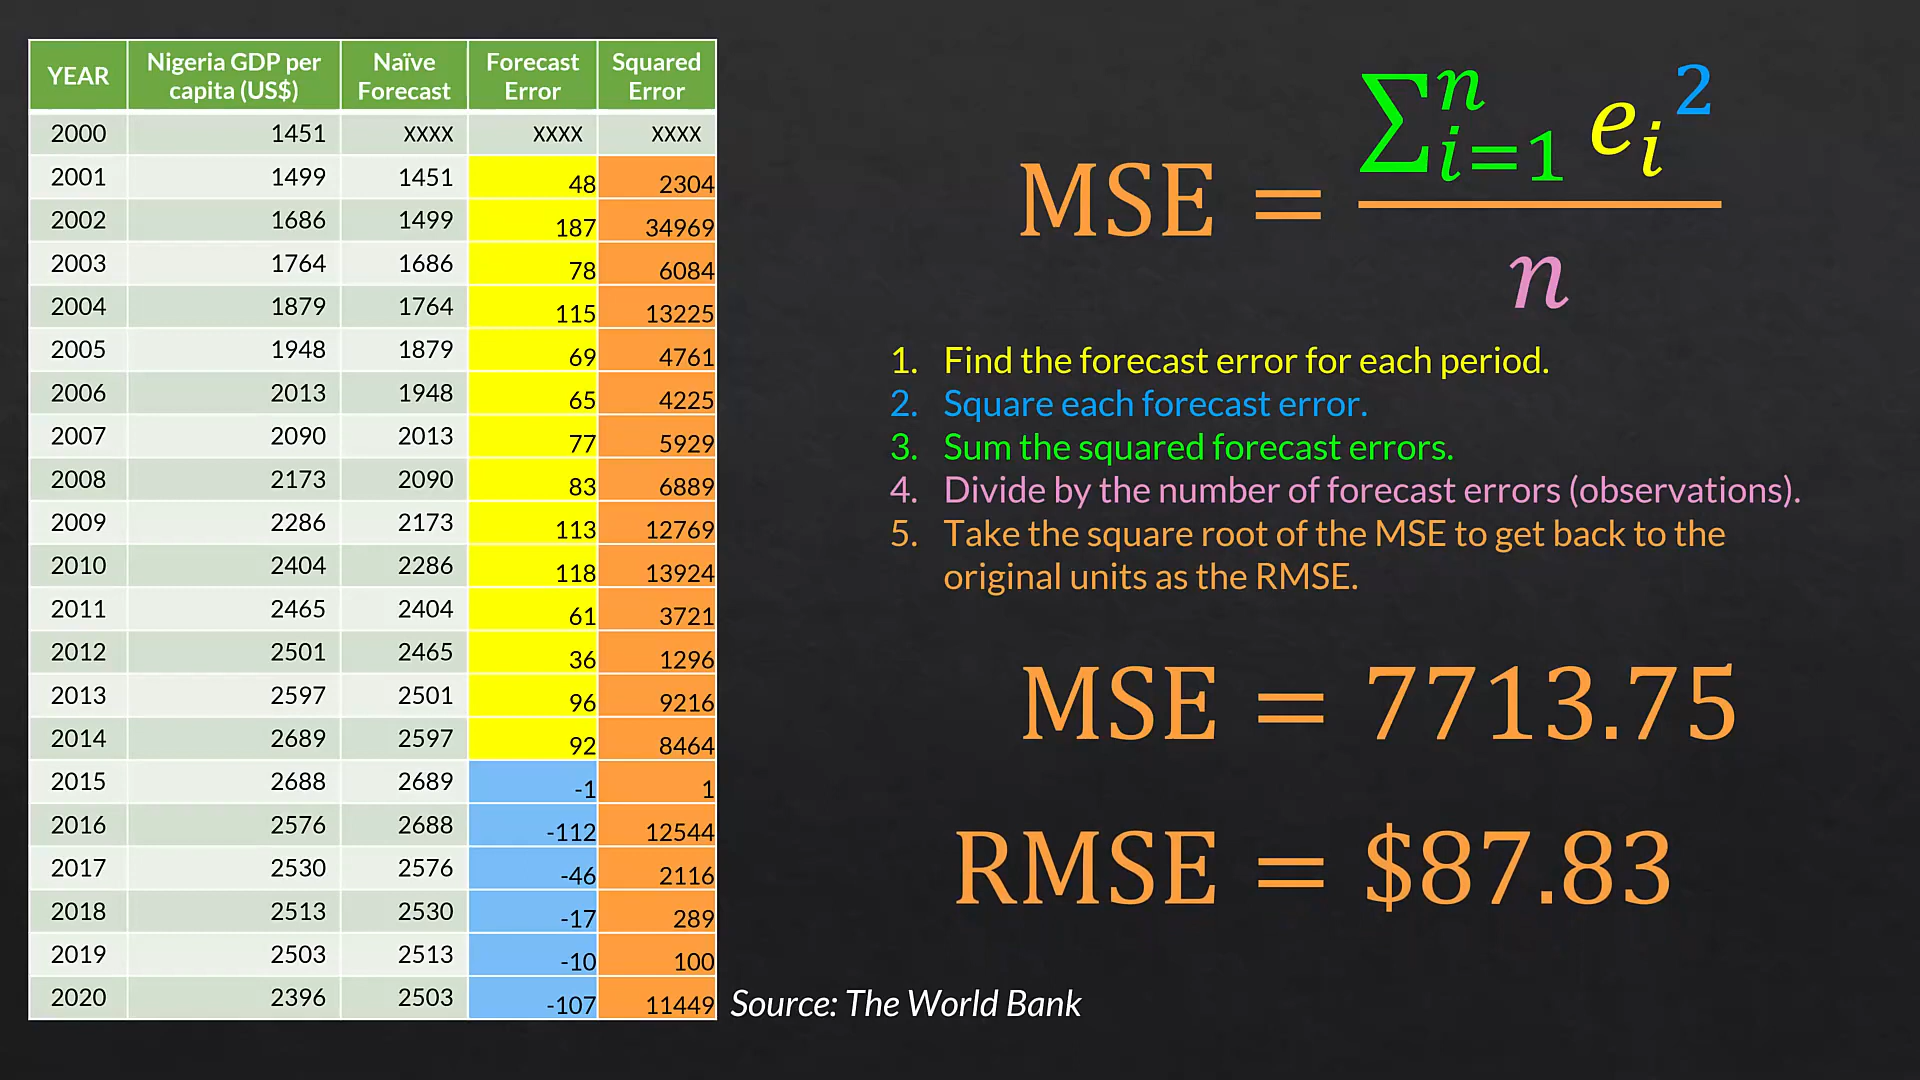 YEAR Nigeria GDP per capita (US$) Naïve Forecast Forecast Error Squared Error
2000 1451 XXXX XXXX XXXX
2001 1499 1451 48 2304
2002 1686 1499 187 34969
2003 1764 1686 78 6084
2004 1879 1764 115 13225
2005 1948 1879 69 4761
2006 2013 1948 65 4225
2007 2090 2013 77 5929
2008 2173 2090 83 6889
2009 2286 2173 113 12769
2010 2404 2286 118 13924
2011 2465 2404 61 3721
2012 2501 2465 36 1296
2013 2597 2501 96 9216
2014 2689 2597 92 8464
2015 2688 2689 -1 1
2016 2576 2688 -112 12544
2017 2530 2576 -46 2116
2018 2513 2530 -17 289
2019 2503 2513 -10 100
2020 2396 2503 -107 11449
Source: The World Bank
MSE = ∑ⁿᵢ₌₁ eᵢ² / n
1. Find the forecast error for each period.
2. Square each forecast error.
3. Sum the squared forecast errors.
4. Divide by the number of forecast errors (observations).
5. Take the square root of the MSE to get back to the
original units as the RMSE.
MSE = 7713.75
RMSE = $87.83